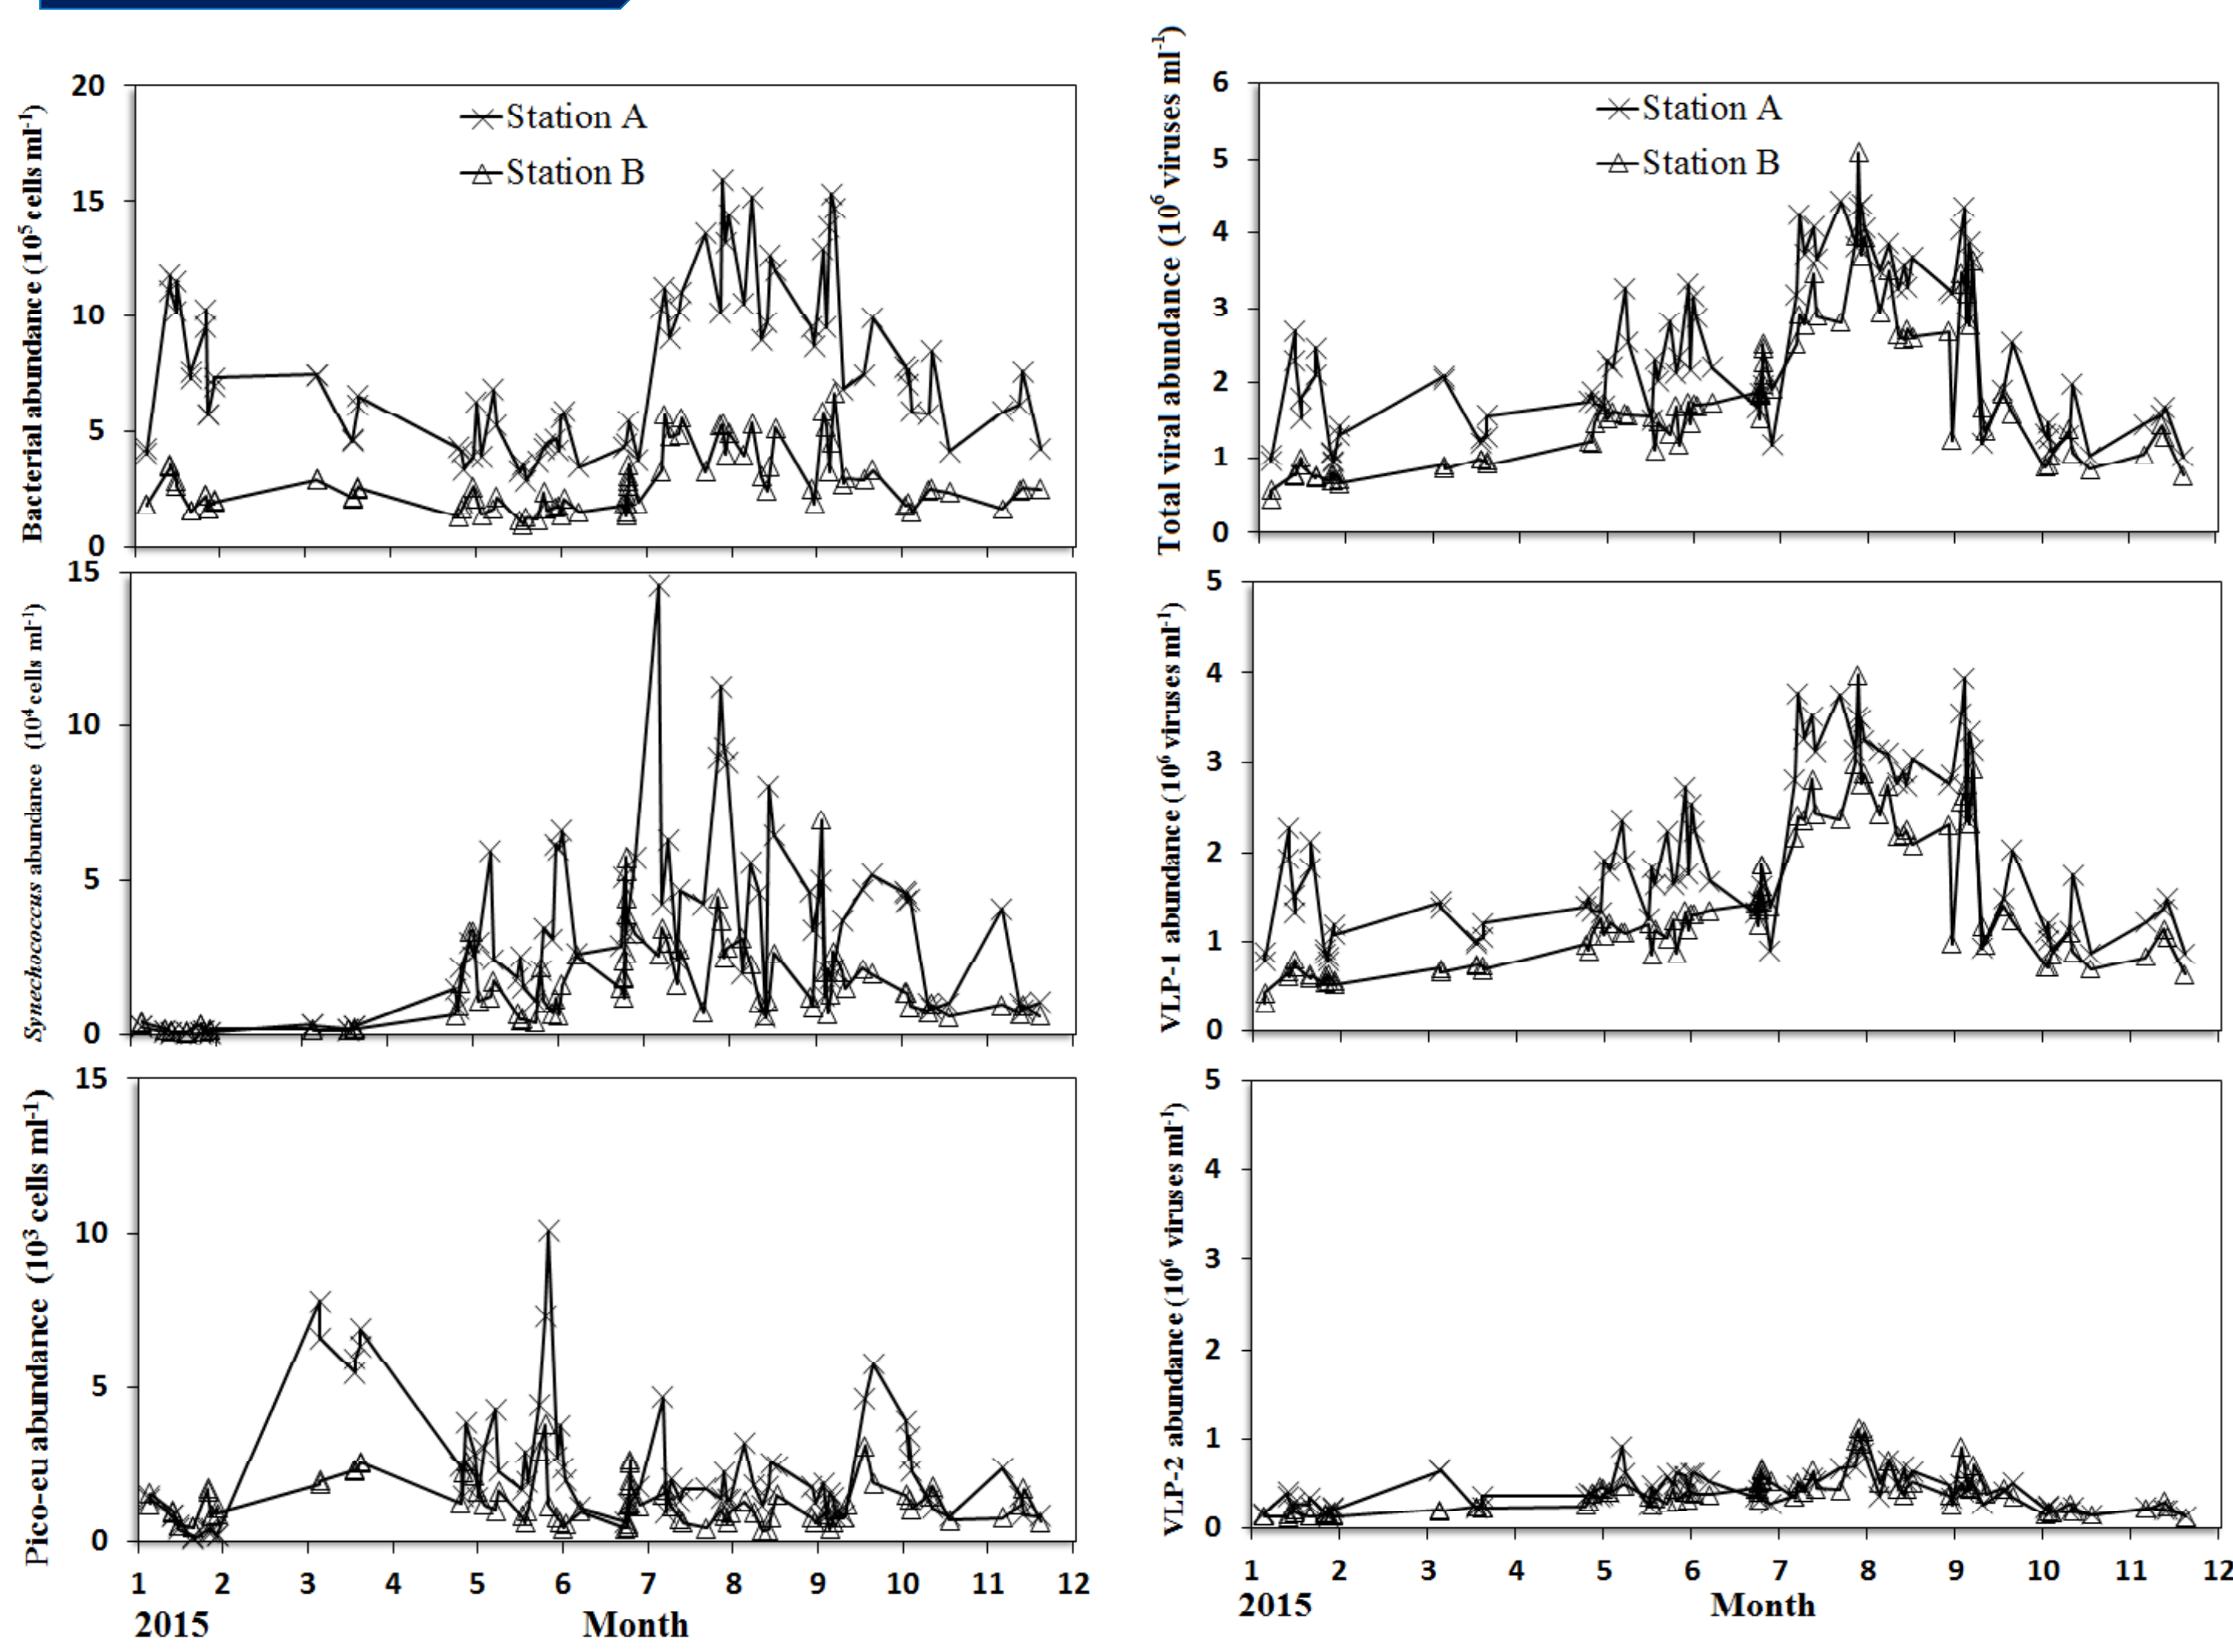 Bacterial abundance (10⁵ cells ml⁻¹)
20
15
10
5
0
Station A
Station B
Synechococcus abundance (10⁴ cells ml⁻¹)
15
10
5
0
Pico-eu abundance (10³ cells ml⁻¹)
15
10
5
0
1 2 3 4 5 6 7 8 9 10 11 12
2015 Month
Total viral abundance (10⁶ viruses ml⁻¹)
6
5
4
3
2
1
0
Station A
Station B
VLP-1 abundance (10⁶ viruses ml⁻¹)
5
4
3
2
1
0
VLP-2 abundance (10⁶ viruses ml⁻¹)
5
4
3
2
1
0
1 2 3 4 5 6 7 8 9 10 11 12
2015 Month